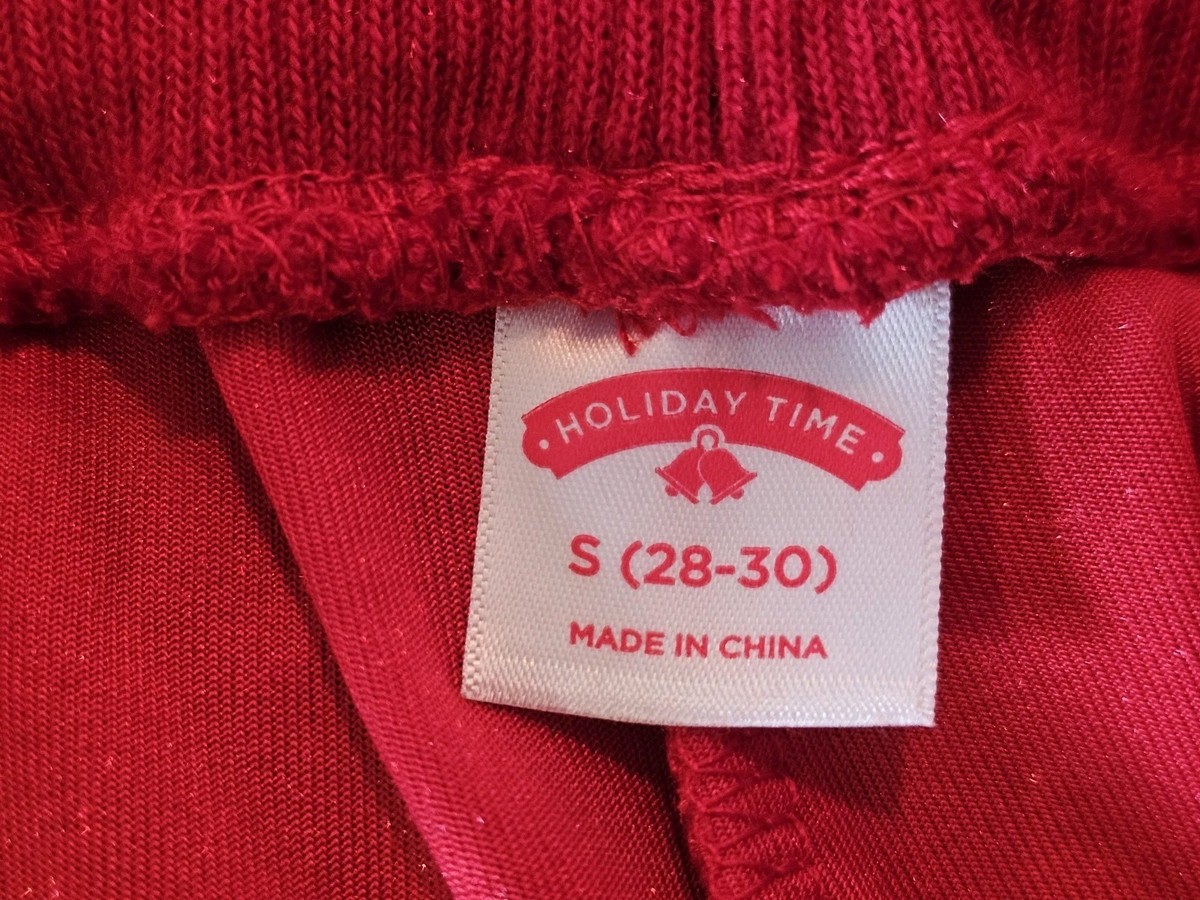 HOLIDAY TIME
S (28-30)
MADE IN CHINA